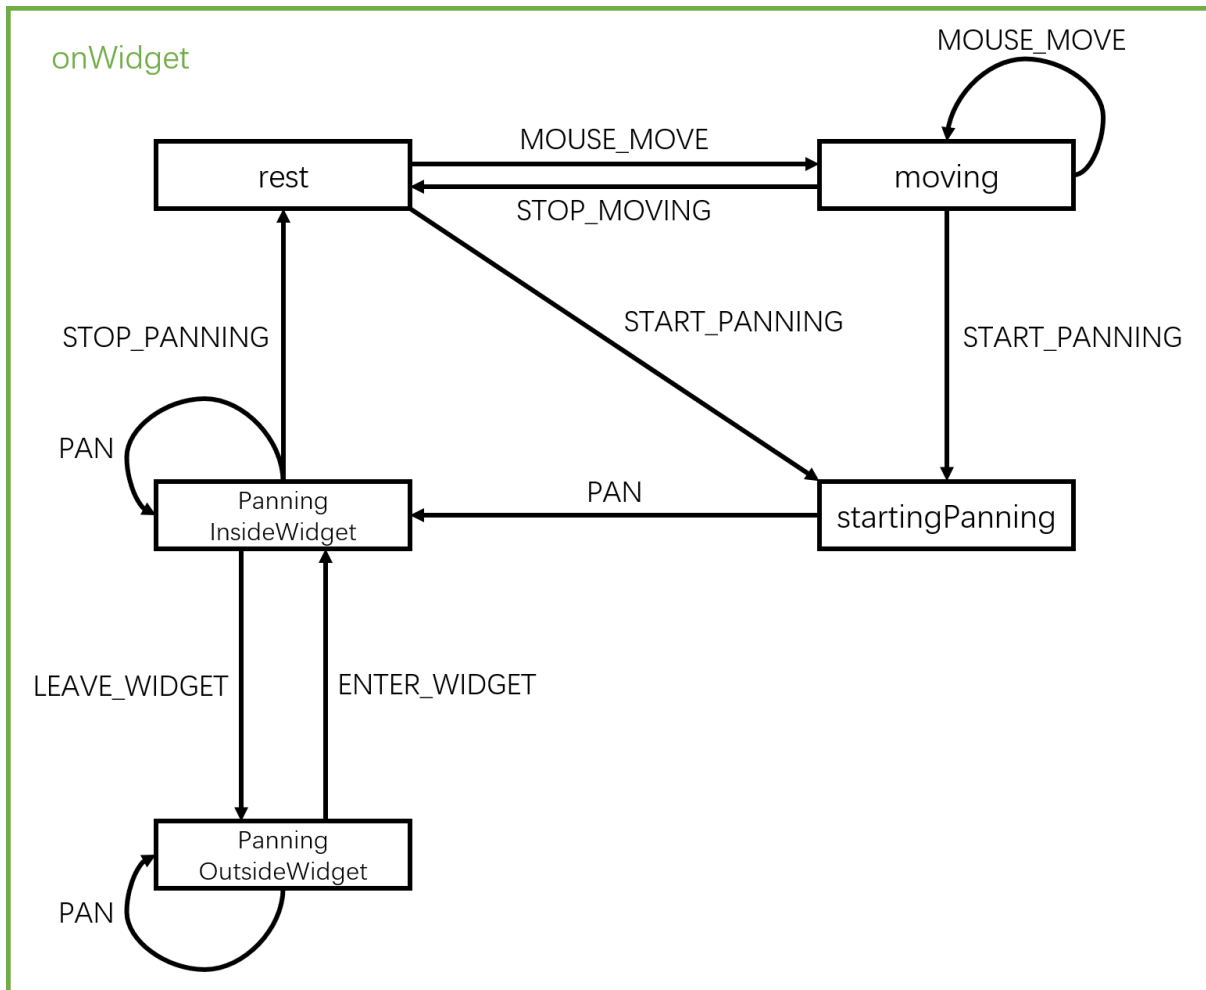 onWidget
MOUSE_MOVE
MOUSE_MOVE
rest
moving
STOP_MOVING
START_PANNING
STOP_PANNING
START_PANNING
PAN
Panning
InsideWidget
PAN
startingPanning
LEAVE_WIDGET
ENTER_WIDGET
Panning
OutsideWidget
PAN